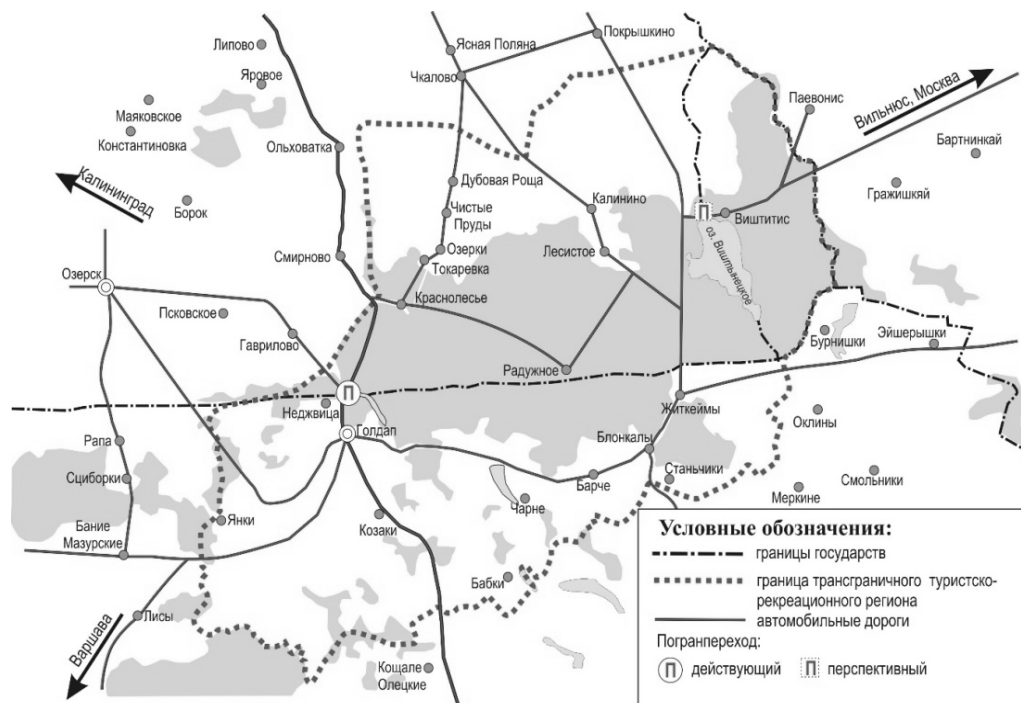 Липово
Ясная Поляна
Покрышкино
Яровое
Чкалово
Маяковское
Константиновка
Ольховатка
Паевонис
Вильнюс, Москва
Бартнинкай
Калининград
Борок
Дубовая Роща
Калинино
Гражишкяй
Чистые
Пруды
П
Виштитис
оз. Виштынецкое
Смирново
Озерки
Токаревка
Лесистое
Озерск
Краснолесье
Псковское
Гаврилово
Бурнишки
Эйшерышки
Радужное
П
Неджвица
Житкеймы
Оклины
Голдап
Рапа
Блонкалы
Сциборки
Барче
Станьчики
Смольники
Меркине
Чарне
Янки
Козаки
Бание
Мазурские
Бабки
Лисы
Варшава
Кощале
Олецкие
Условные обозначения:
границы государств
граница трансграничного туристско-
рекреационного региона
автомобильные дороги
Погранпереход:
П действующий П перспективный